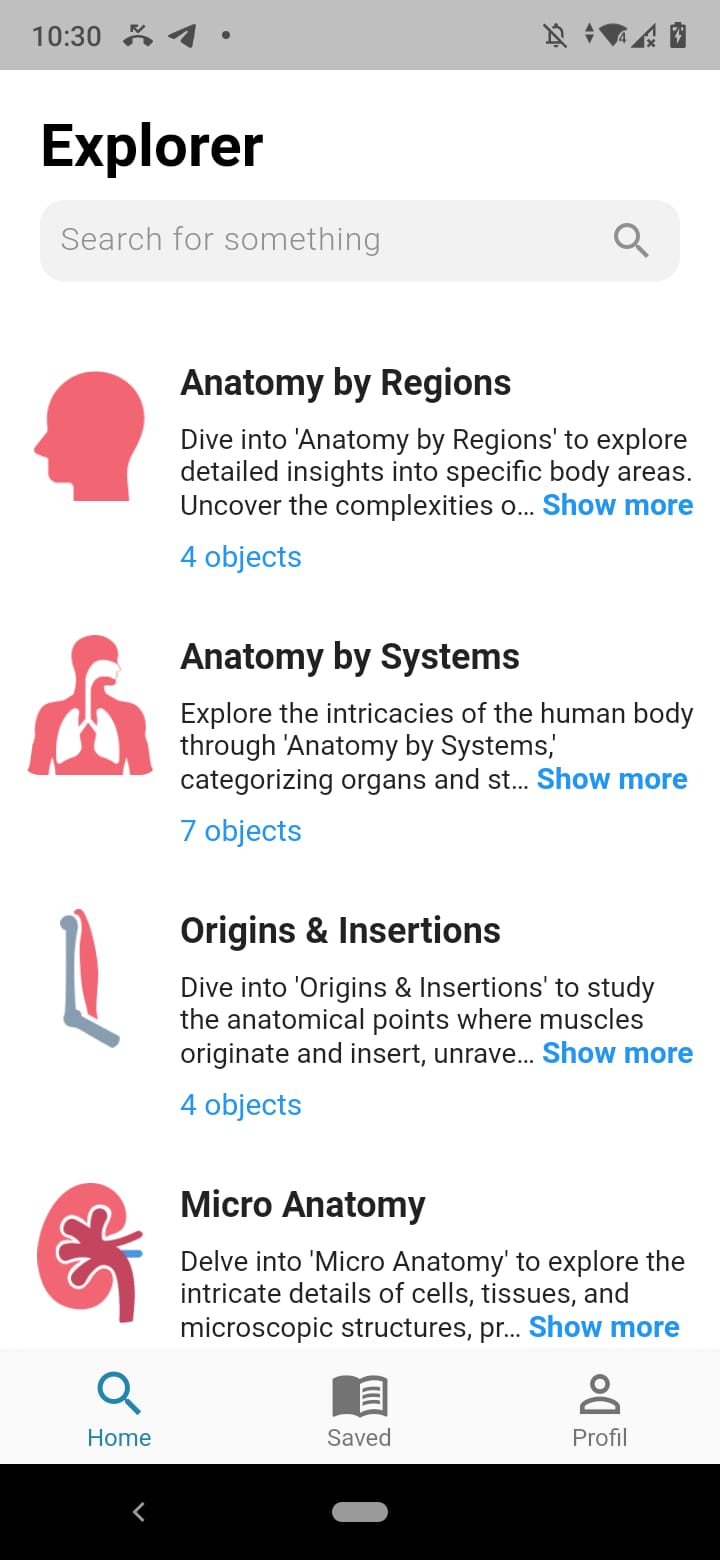 10:30
Explorer
Search for something
Anatomy by Regions
Dive into 'Anatomy by Regions' to explore
detailed insights into specific body areas.
Uncover the complexities o... Show more
4 objects
Anatomy by Systems
Explore the intricacies of the human body
through 'Anatomy by Systems,'
categorizing organs and st... Show more
7 objects
Origins & Insertions
Dive into 'Origins & Insertions' to study
the anatomical points where muscles
originate and insert, unrave... Show more
4 objects
Micro Anatomy
Delve into 'Micro Anatomy' to explore the
intricate details of cells, tissues, and
microscopic structures, pr... Show more
Home
Saved
Profil